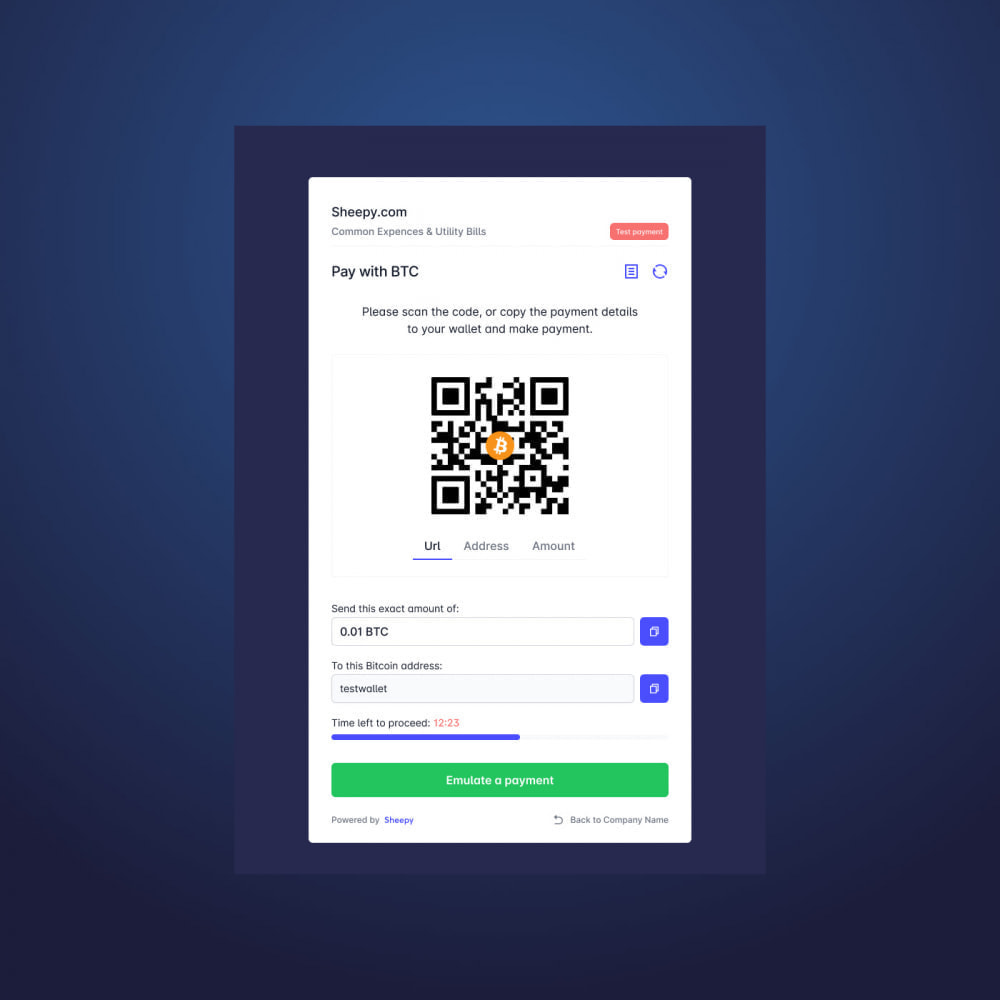 Sheepy.com
Common Expences & Utility Bills
Test payment
Pay with BTC
Please scan the code, or copy the payment details
to your wallet and make payment.
Url Address Amount
Send this exact amount of:
0.01 BTC
To this Bitcoin address:
testwallet
Time left to proceed: 12:23
Emulate a payment
Powered by Sheepy
Back to Company Name